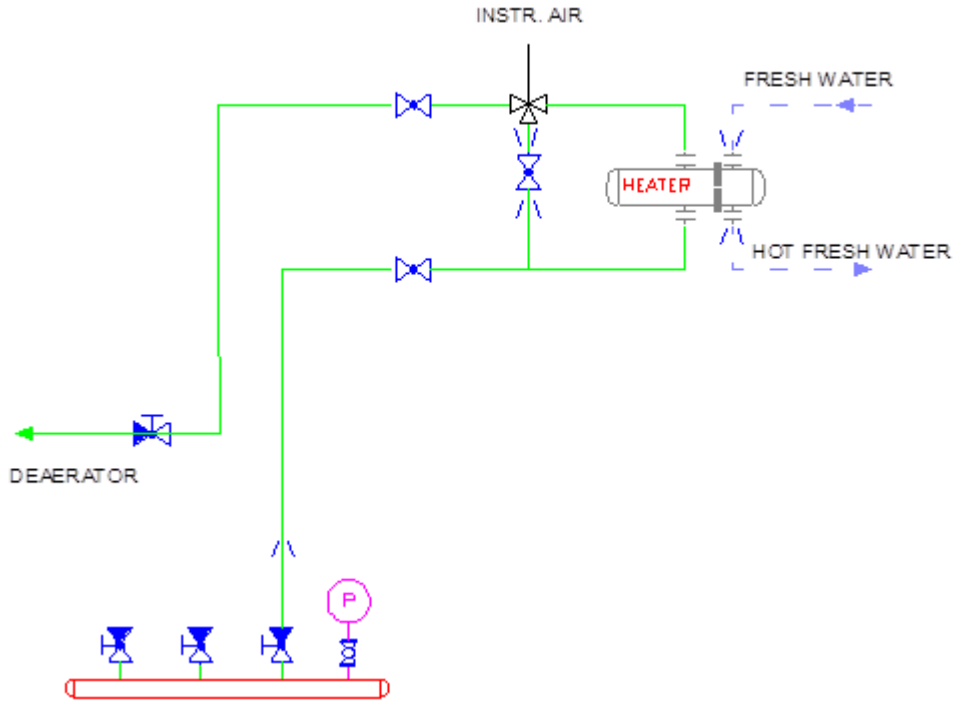 INSTR. AIR
FRESH WATER
HEATER
HOT FRESH WATER
DEAERATOR
P